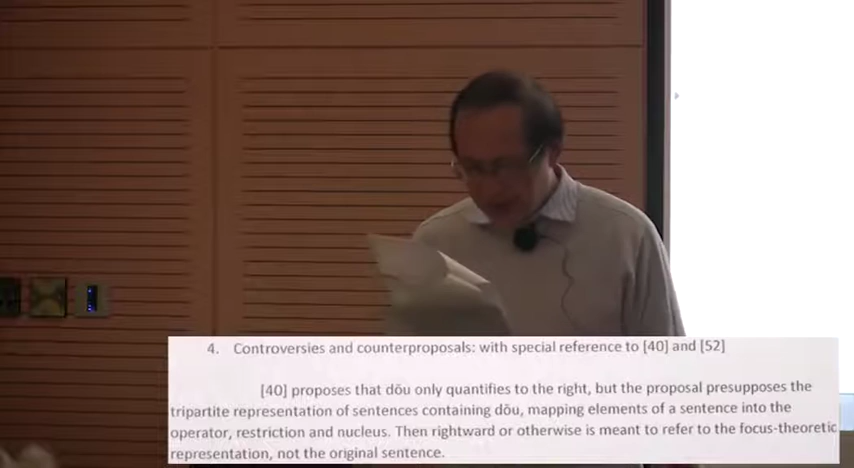 4. Controversies and counterproposals: with special reference to [40] and [52]
[40] proposes that dōu only quantifies to the right, but the proposal presupposes the
tripartite representation of sentences containing dōu, mapping elements of a sentence into the
operator, restriction and nucleus. Then rightward or otherwise is meant to refer to the focus-theoretic
representation, not the original sentence.